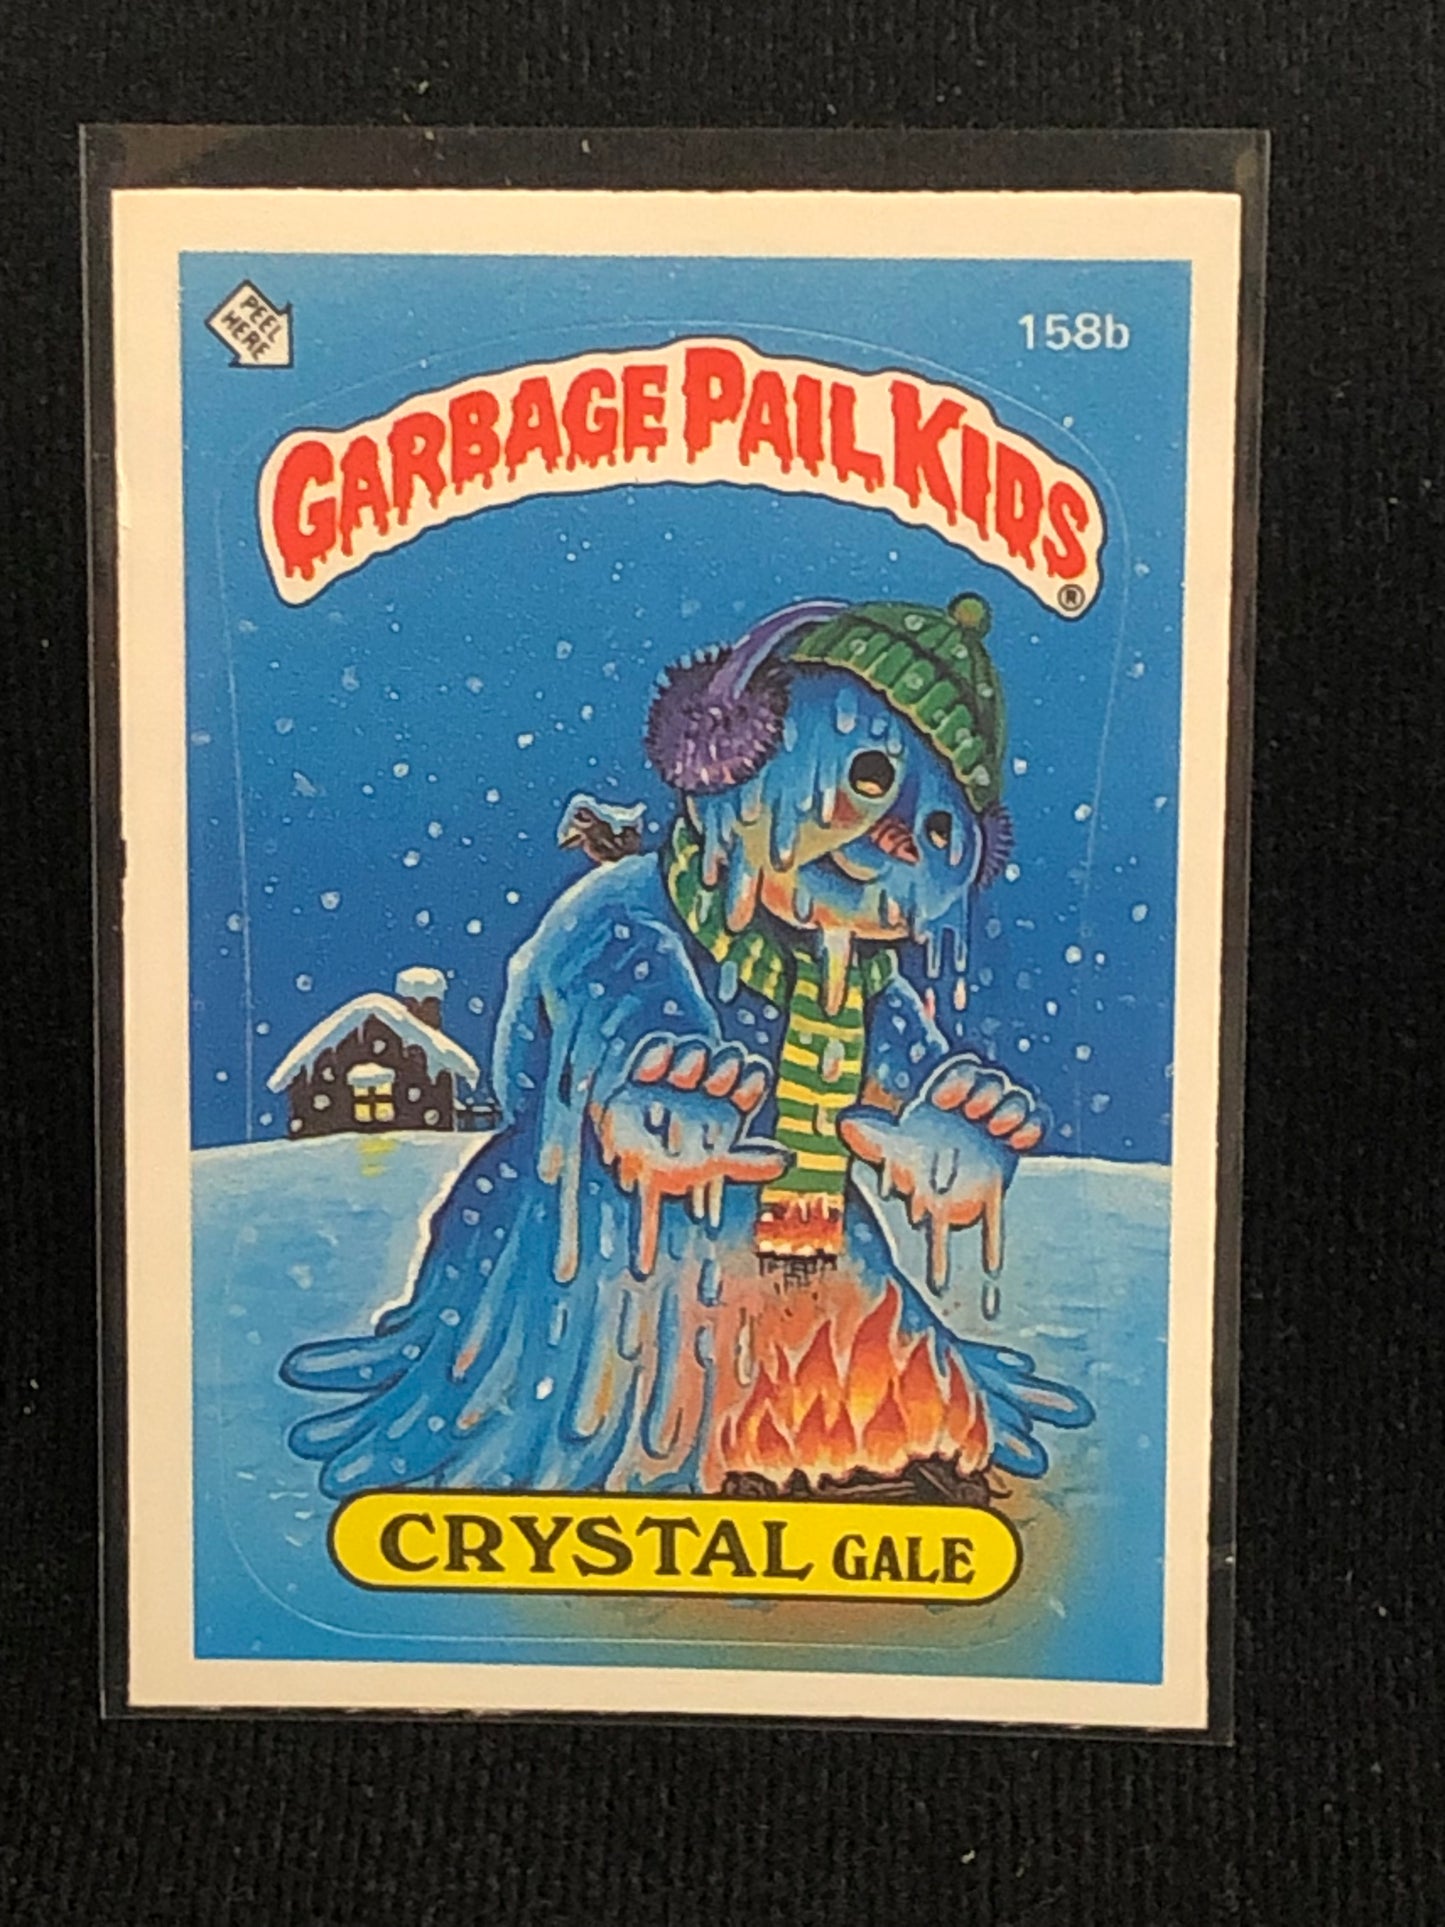 PEEL
HERE
158b
GARBAGE PAIL KIDS
®
CRYSTAL GALE